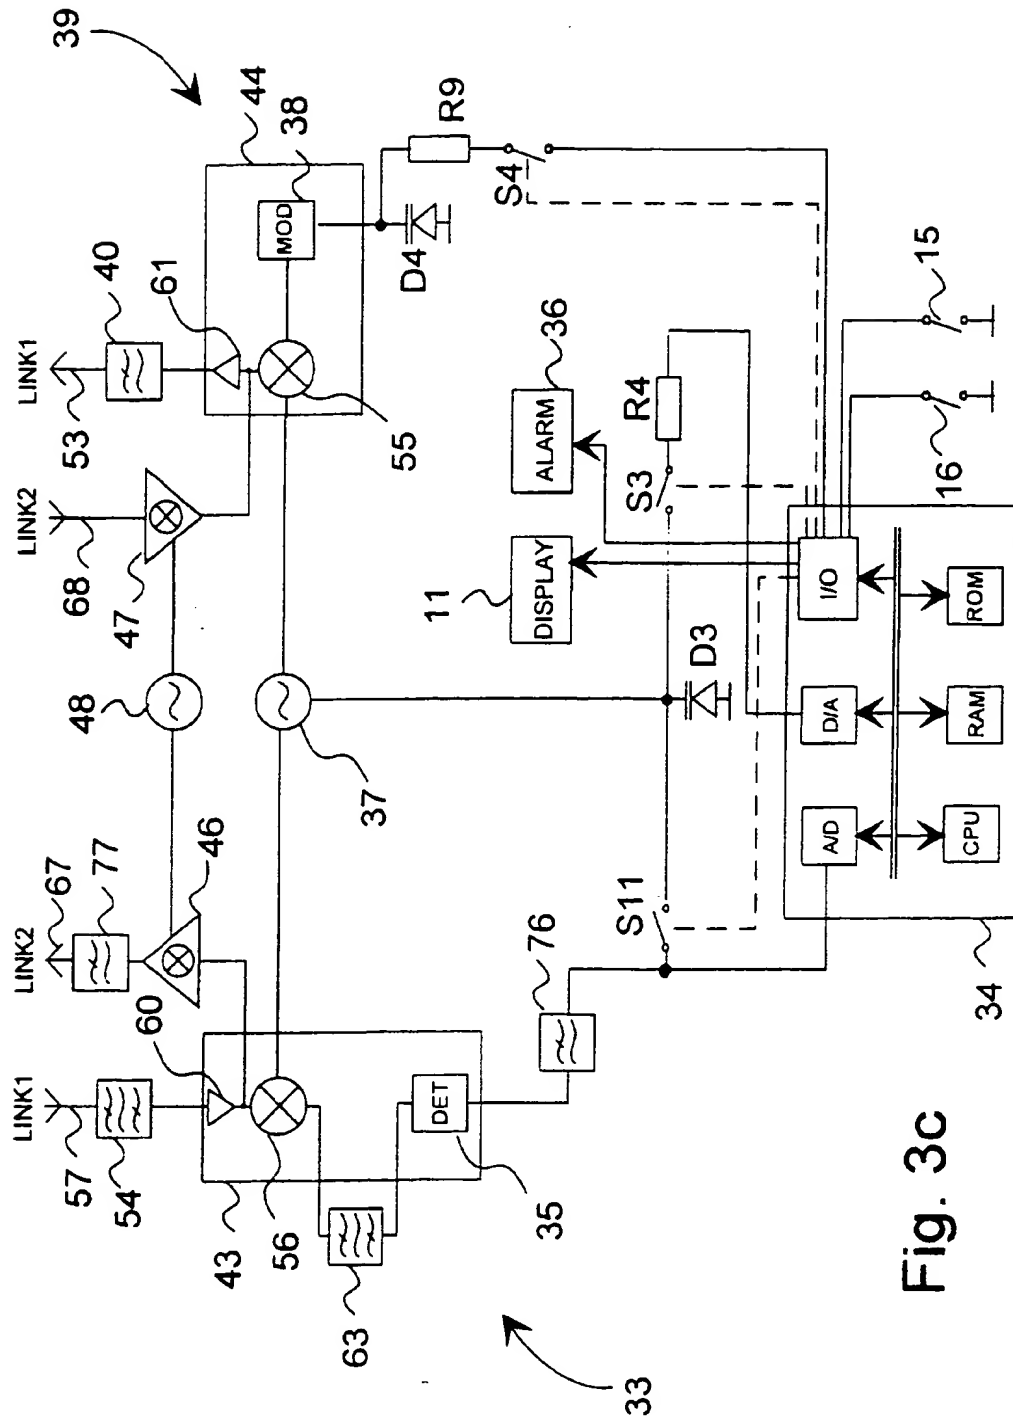 39
LINK1
53
40
61
44
38
MOD
R9
S4
D4
55
LINK2
68
47
48
37
36
ALARM
R4
S3
15
16
11
DISPLAY
D3
I/O
ROM
D/A
RAM
A/D
CPU
34
S11
76
LINK2
67
77
46
60
LINK1
57
54
43
56
63
DET
35
33
Fig. 3c